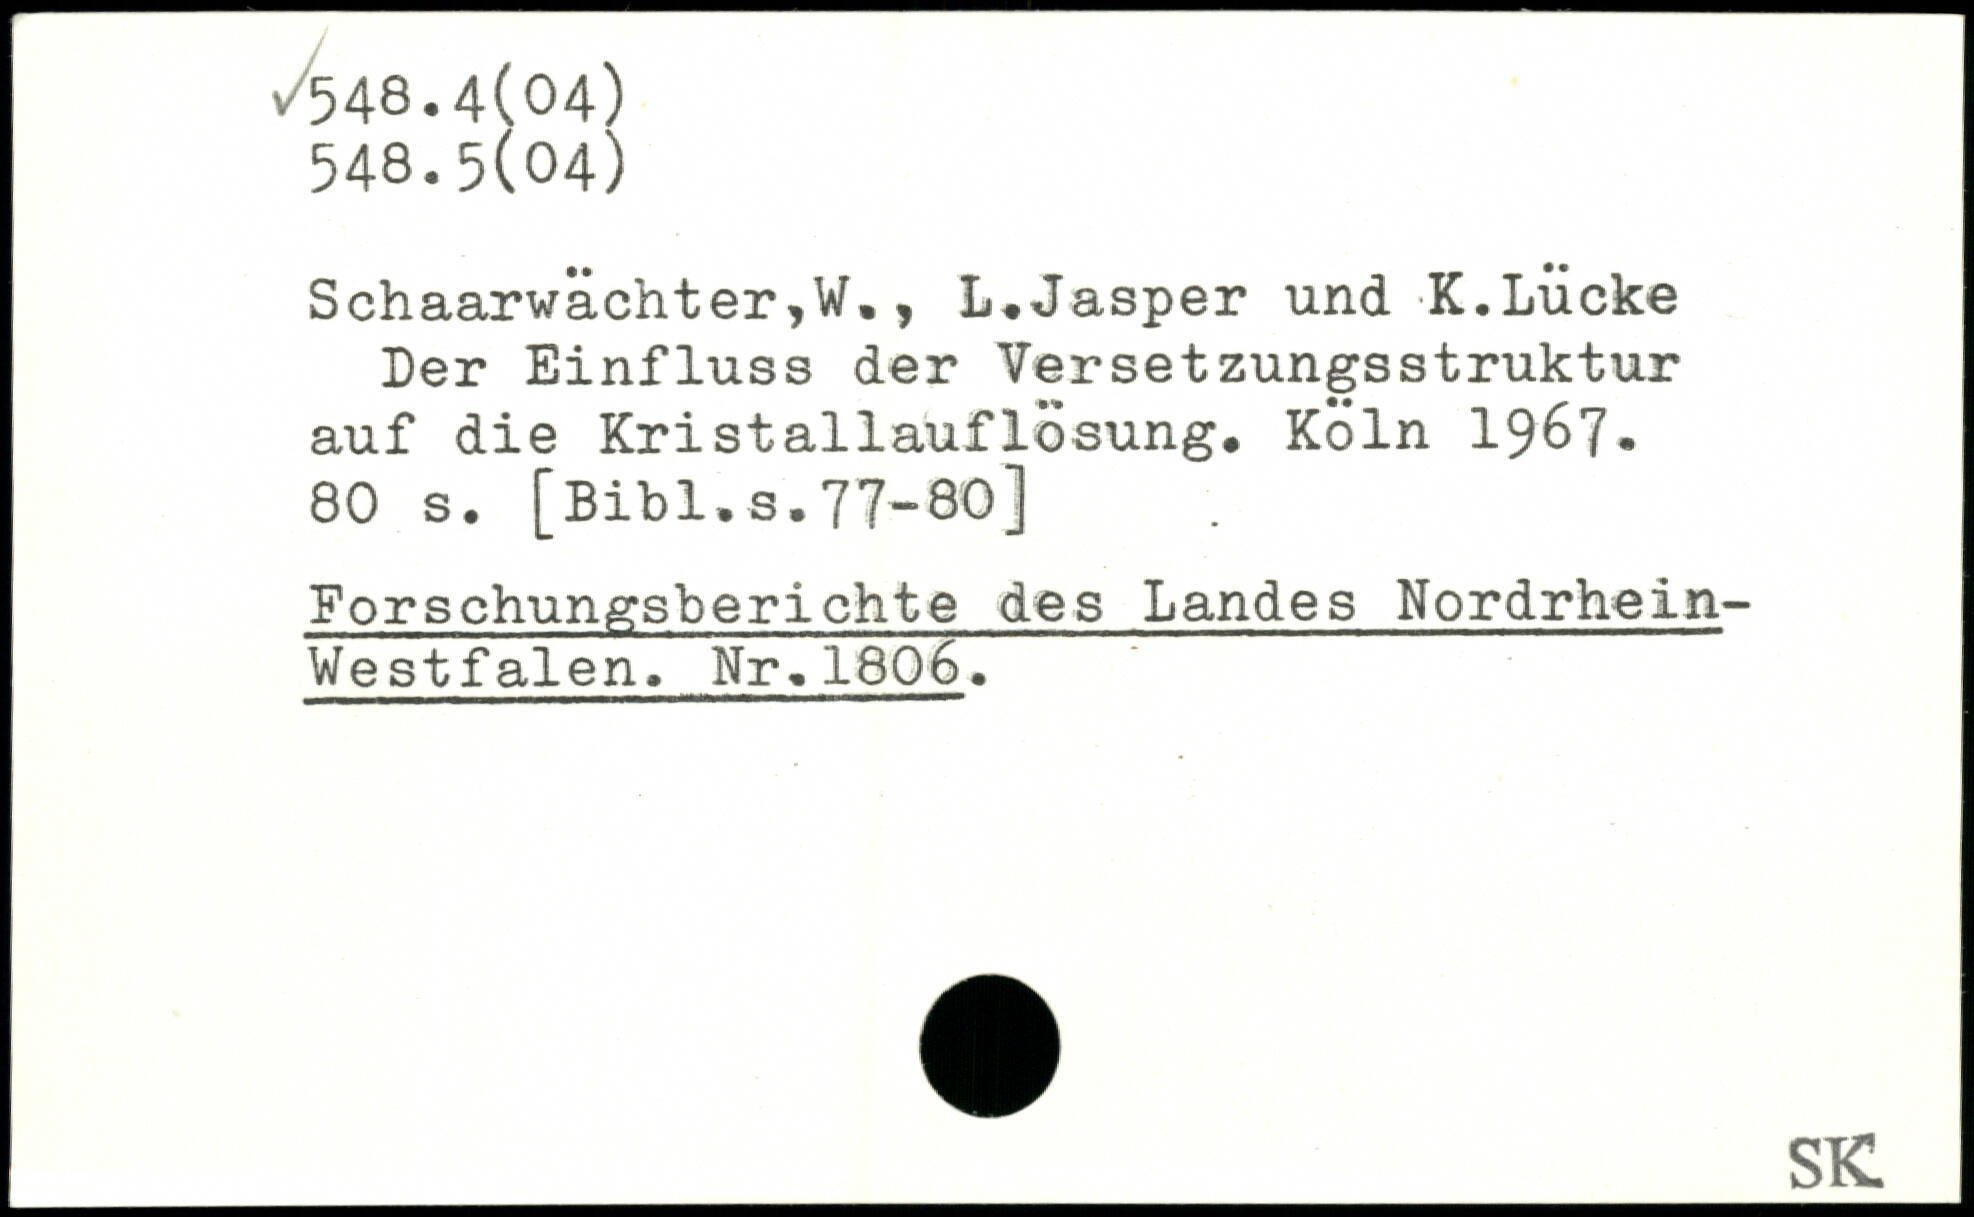 ✓548.4(04)
548.5(04)
Schaarwächter,W., L.Jasper und K.Lücke
Der Einfluss der Versetzungsstruktur
auf die Kristallauflösung. Köln 1967.
80 s. [Bibl.s.77-80]
Forschungsberichte des Landes Nordrhein-
Westfalen. Nr.1806.
SK